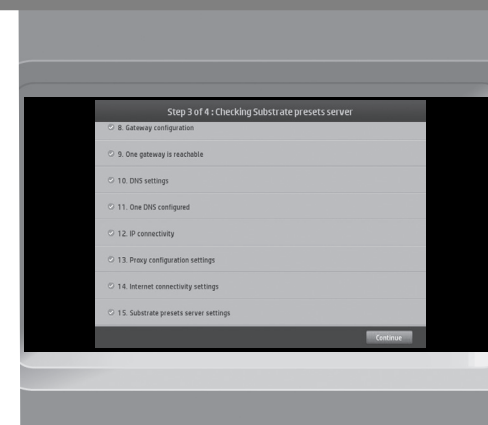 Step 3 of 4 : Checking Substrate presets server
8. Gateway configuration
9. One gateway is reachable
10. DNS settings
11. One DNS configured
12. IP connectivity
13. Proxy configuration settings
14. Internet connectivity settings
15. Substrate presets server settings
Continue